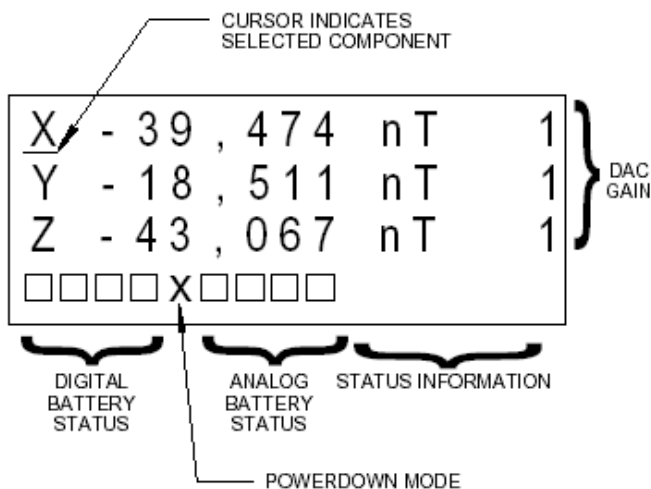 CURSOR INDICATES
SELECTED COMPONENT
X - 39,474 nT 1
Y - 18,511 nT 1
Z - 43,067 nT 1
DAC
GAIN
□□□□X□□□□
DIGITAL
BATTERY
STATUS
ANALOG
BATTERY
STATUS
STATUS INFORMATION
POWERDOWN MODE